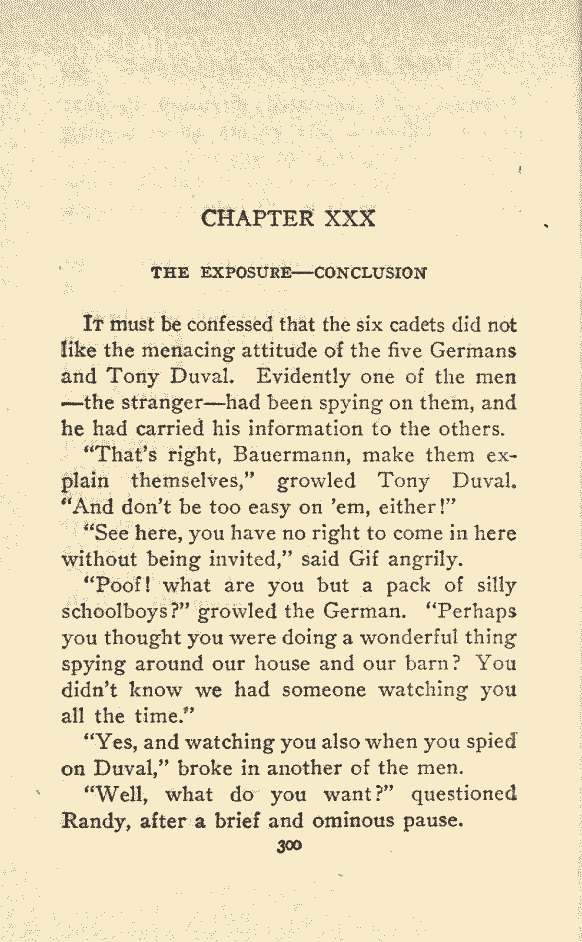 CHAPTER XXX
THE EXPOSURE—CONCLUSION
IT must be confessed that the six cadets did not
like the menacing attitude of the five Germans
and Tony Duval. Evidently one of the men
—the stranger—had been spying on them, and
he had carried his information to the others.
"That's right, Bauermann, make them ex-
plain themselves," growled Tony Duval.
"And don't be too easy on 'em, either!"
"See here, you have no right to come in here
without being invited," said Gif angrily.
"Poof! what are you but a pack of silly
schoolboys?" growled the German. "Perhaps
you thought you were doing a wonderful thing
spying around our house and our barn? You
didn't know we had someone watching you
all the time."
"Yes, and watching you also when you spied
on Duval," broke in another of the men.
"Well, what do you want?" questioned
Randy, after a brief and ominous pause.
300